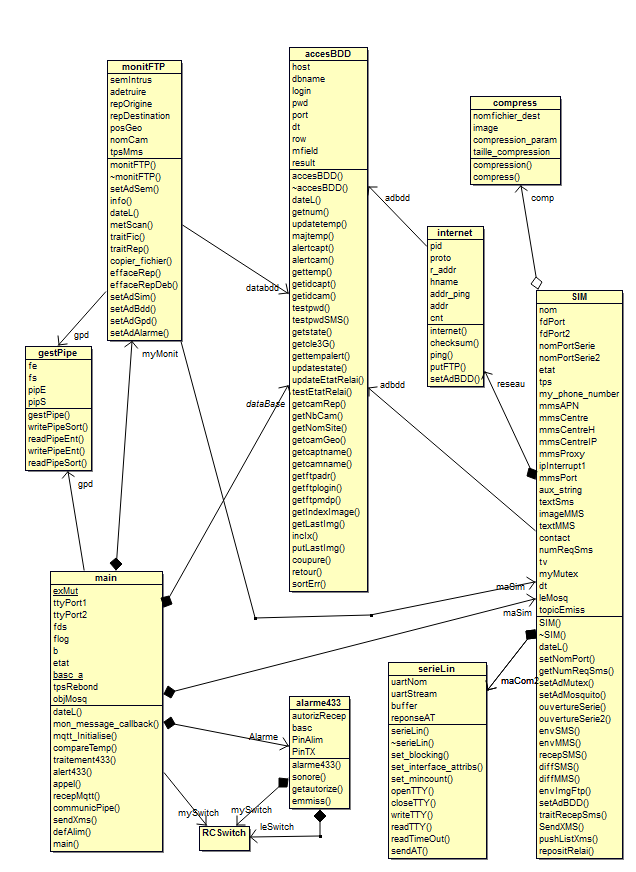 monitFTP
semIntrus
adetruire
repOrigine
repDestination
posGeo
nomCam
tpsMms
monitFTP()
~monitFTP()
setAdSem()
info()
dateL()
metScan()
traitFic()
traitRep()
copier_fichier()
effaceRep()
effaceRepDeb()
setAdSim()
setAdBdd()
setAdGpd()
setAdAlarme()
accesBDD
host
dbname
login
pwd
port
dt
row
mfield
result
accesBDD()
~accesBDD()
dateL()
getnum()
updatetemp()
majtemp()
alertcapt()
alertcam()
gettemp()
getidcapt()
getidcam()
testpwd()
testpwdSMS()
getstate()
getcle3G()
gettempalert()
updatestate()
updateEtatRelai()
testEtatRelai()
getcamRep()
getNbCam()
getNomSite()
getcamGeo()
getcaptname()
getcamname()
getftpadr()
getftplogin()
getftpmdp()
getIndexImage()
getLastImg()
incIx()
putLastImg()
coupure()
retour()
sortErr()
compress
nomfichier_dest
image
compression_param
taille_compression
compression()
compress()
comp
adbdd
internet
pid
proto
r_addr
hname
addr_ping
addr
cnt
internet()
checksum()
ping()
putFTP()
setAdBDD()
reseau
adbdd
databdd
dataBase
gpd
myMonit
gestPipe
fe
fs
pipE
pipS
gestPipe()
writePipeSort()
readPipeEnt()
writePipeEnt()
readPipeSort()
gpd
SIM
nom
fdPort
fdPort2
nomPortSerie
nomPortSerie2
etat
tps
my_phone_number
mmsAPN
mmsCentre
mmsCentreH
mmsCentreIP
mmsProxy
ipInterrupt1
mmsPort
aux_string
textSms
imageMMS
textMMS
contact
numReqSms
tv
myMutex
dt
leMosq
topicEmiss
SIM()
~SIM()
dateL()
setNomPort()
getNumReqSms()
setAdMutex()
setAdMosquito()
ouvertureSerie()
ouvertureSerie2()
envSMS()
envMMS()
recepSMS()
diffSMS()
diffMMS()
envImgFtp()
setAdBDD()
traitRecepSms()
SendXMS()
pushListXms()
repositRelai()
maSim
maSim
maCom2
main
exMut
ttyPort1
ttyPort2
fds
flog
b
etat
basc_a
tpsRebond
objMosq
dateL()
mon_message_callback()
mqtt_Initialise()
compareTemp()
traitement433()
alert433()
appel()
recepMqtt()
communicPipe()
sendXms()
defAlim()
main()
Alarme
alarme433
autorizRecep
basc
PinAlim
PinTX
alarme433()
sonore()
getautorize()
emmiss()
mySwitch
mySwitch
leSwitch
RCSwitch
serieLin
uartNom
uartStream
buffer
reponseAT
serieLin()
~serieLin()
set_blocking()
set_interface_attribs()
set_mincount()
openTTY()
closeTTY()
writeTTY()
readTTY()
readTimeOut()
sendAT()